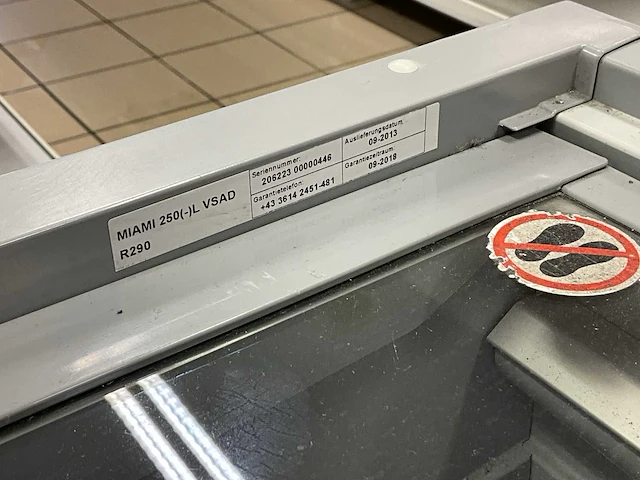 MIAMI 250(-)L VSAD
R290
Seriennummer:
206223 00000446
Garantietelefon:
+43 3614 2451-481
Auslieferungsdatum:
09-2013
Garantiezeitraum:
09-2018